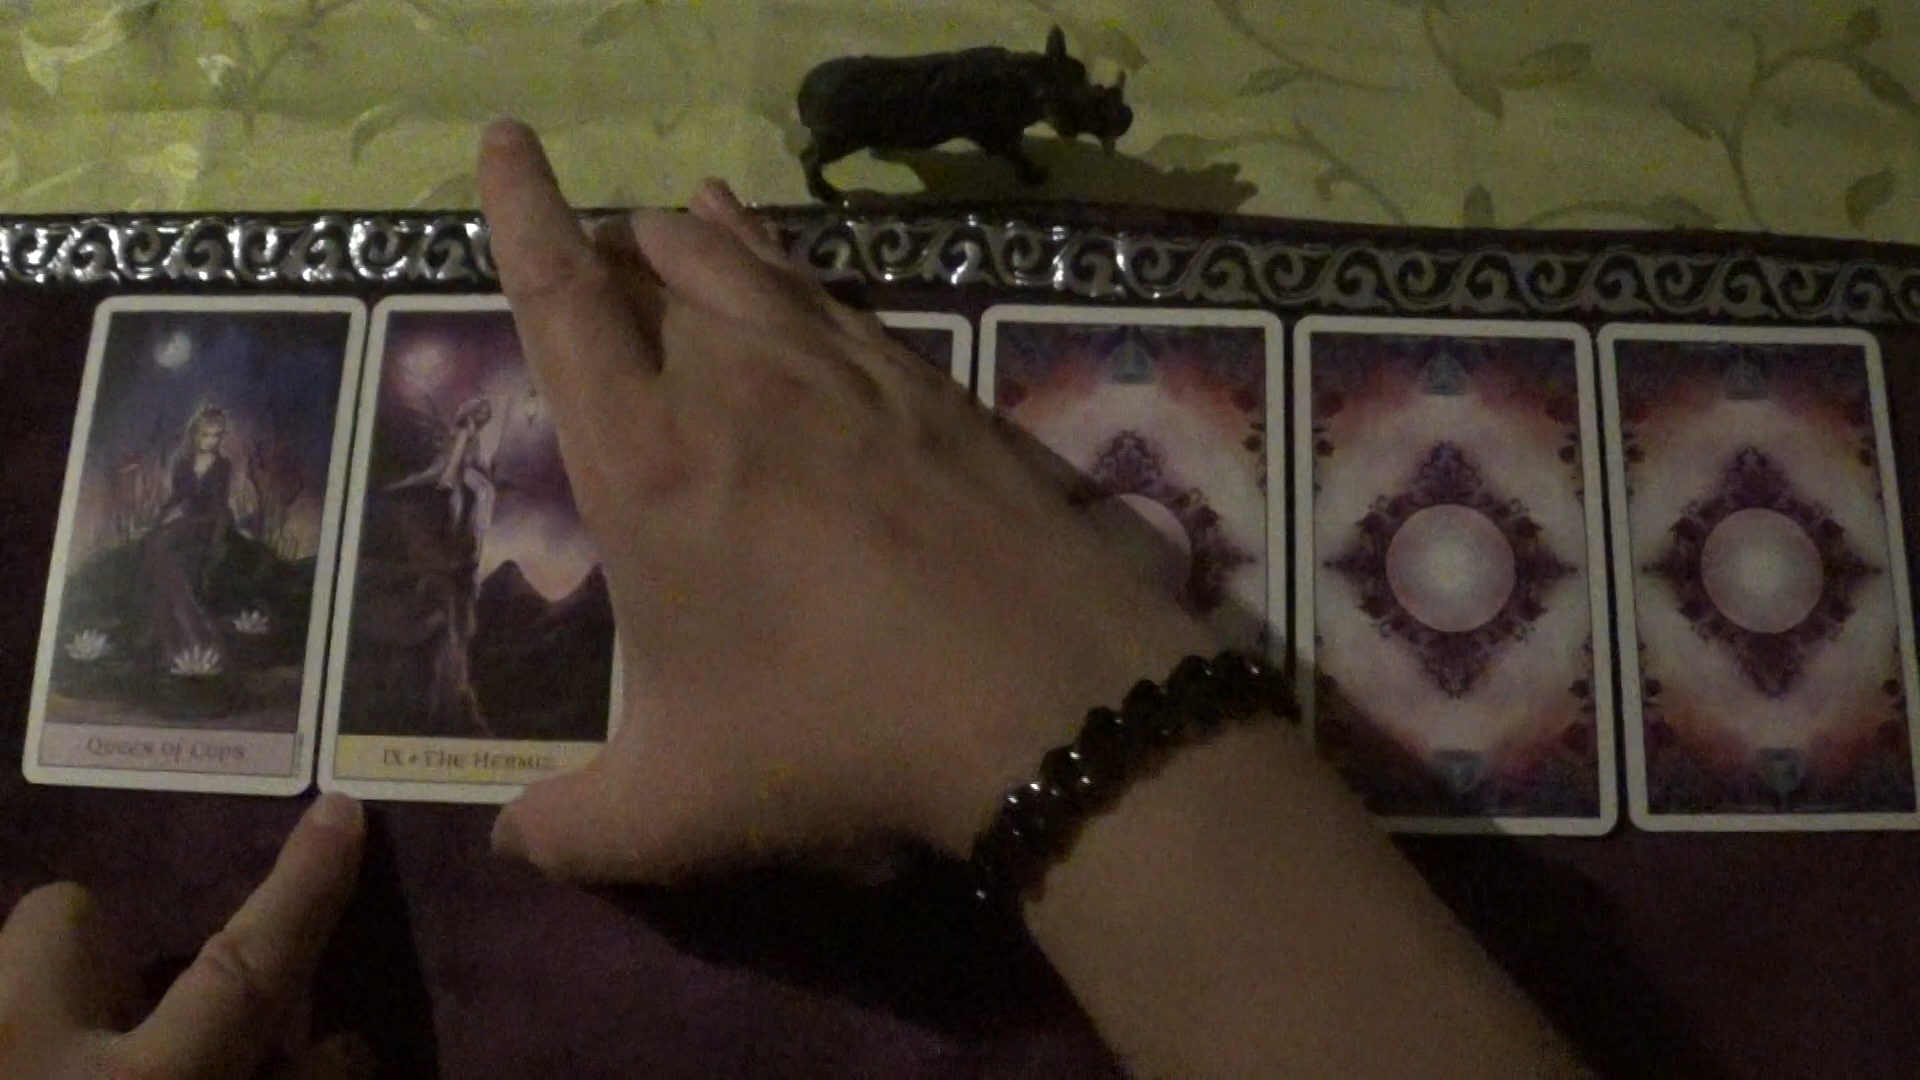 Queen of Cups
IX • The Hermit